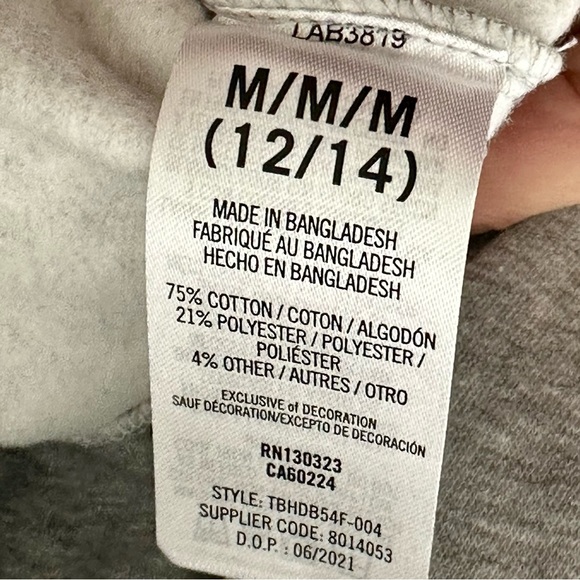 LAB3819
M/M/M
(12/14)
MADE IN BANGLADESH
FABRIQUÉ AU BANGLADESH
HECHO EN BANGLADESH
75% COTTON / COTON / ALGODÓN
21% POLYESTER / POLYESTER /
POLIÉSTER
4% OTHER / AUTRES / OTRO
EXCLUSIVE of DECORATION
SAUF DÉCORATION/EXCEPTO DE DECORACIÓN
RN130323
CA60224
STYLE: TBHDB54F-004
SUPPLIER CODE: 8014053
D.O.P. : 06/2021